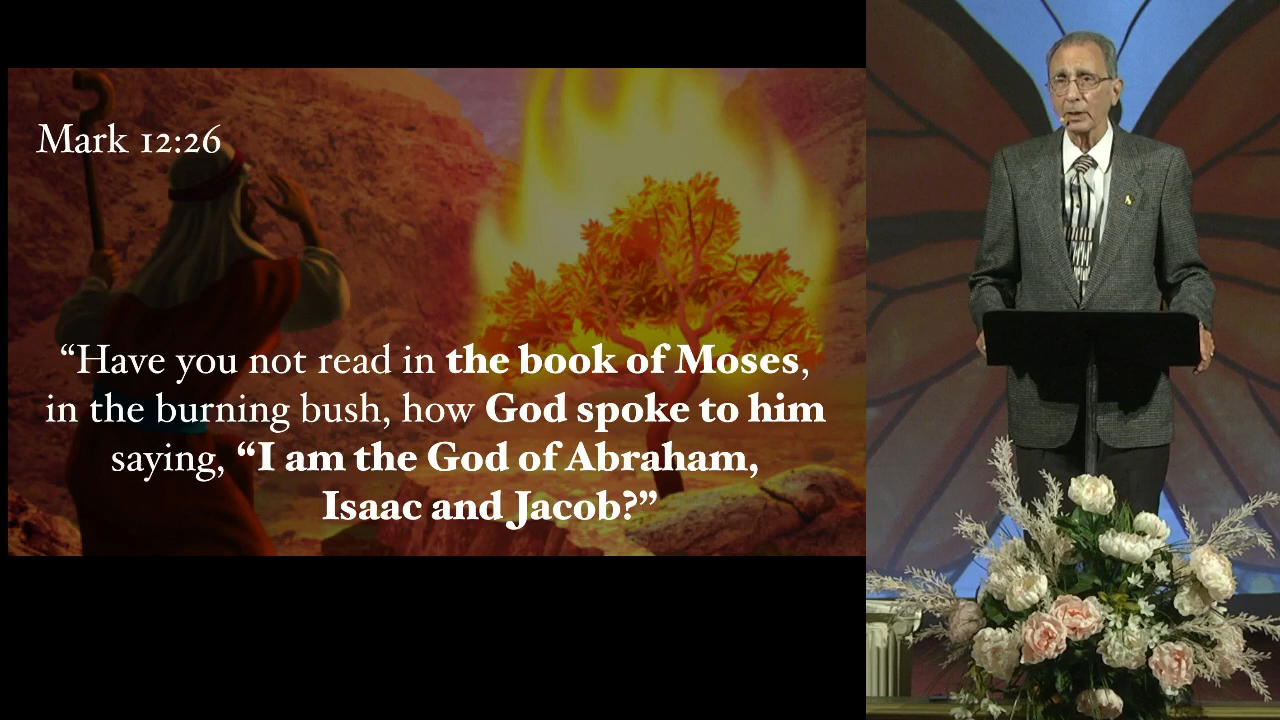 Mark 12:26
“Have you not read in the book of Moses,
in the burning bush, how God spoke to him
saying, “I am the God of Abraham,
Isaac and Jacob?”